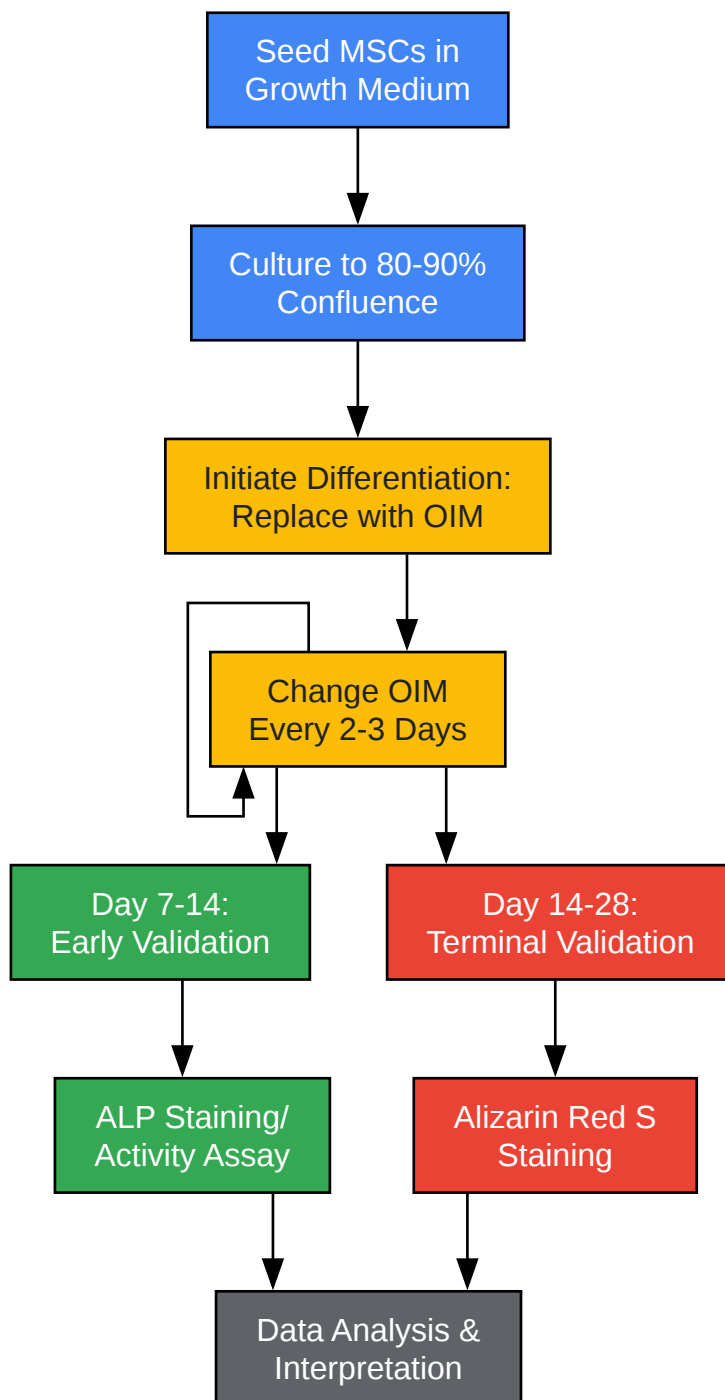 Seed MSCs in
Growth Medium
Culture to 80-90%
Confluence
Initiate Differentiation:
Replace with OIM
Change OIM
Every 2-3 Days
Day 7-14:
Early Validation
Day 14-28:
Terminal Validation
ALP Staining/
Activity Assay
Alizarin Red S
Staining
Data Analysis &
Interpretation